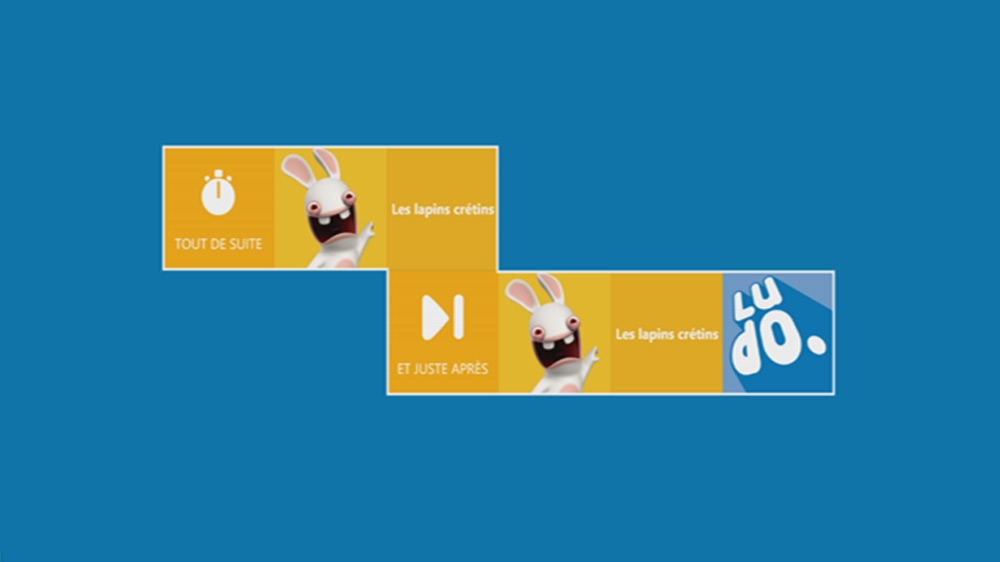 TOUT DE SUITE
Les lapins crétins
ET JUSTE APRÈS
Les lapins crétins
LU
DO.